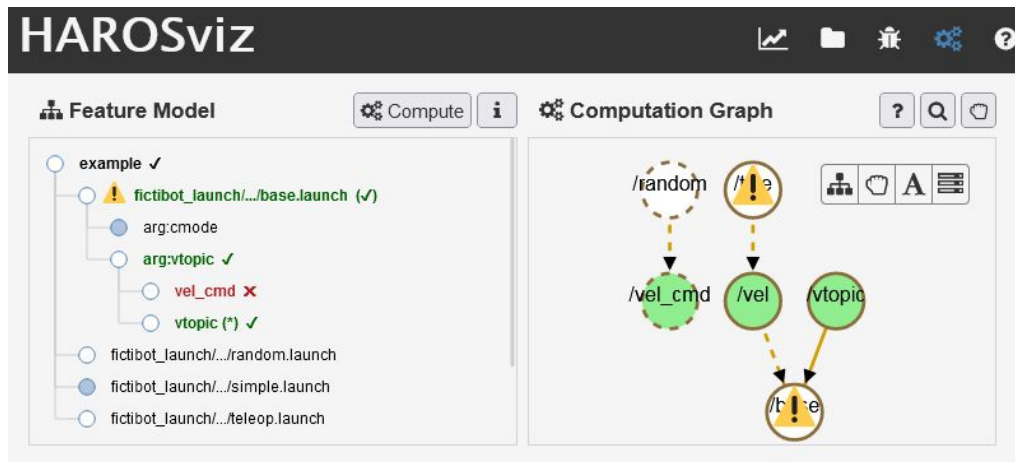 HAROSviz
Feature Model
Compute
i
Computation Graph
?
example ✓
fictibot_launch/.../base.launch (✓)
arg:cmode
arg:vtopic ✓
vel_cmd ✗
vtopic (*) ✓
fictibot_launch/.../random.launch
fictibot_launch/.../simple.launch
fictibot_launch/.../teleop.launch
/random
A
/vel_cmd
/vel
/vtopic